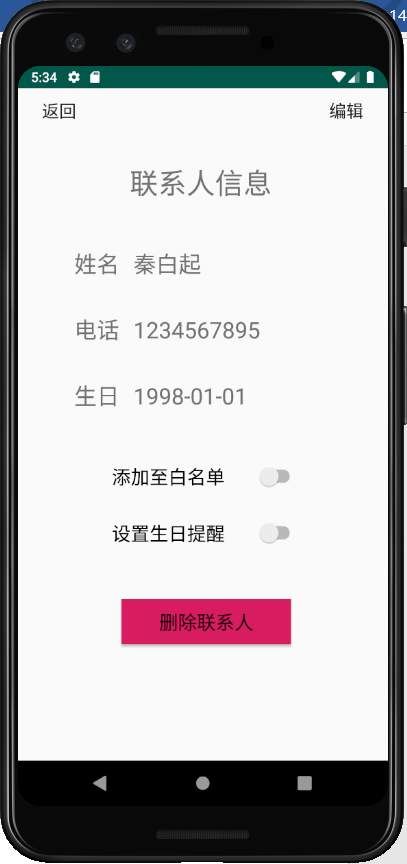 14
5:34
返回 编辑
联系人信息
姓名 秦白起
电话 1234567895
生日 1998-01-01
添加至白名单
设置生日提醒
删除联系人